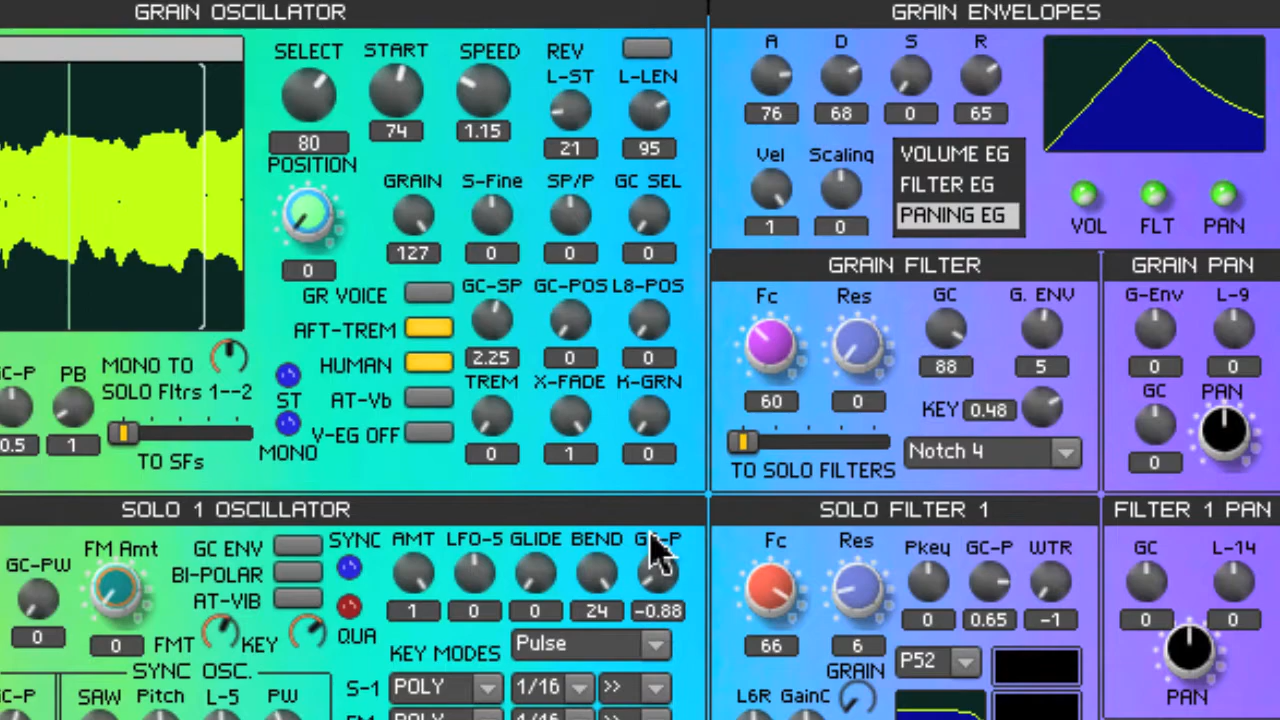 GRAIN OSCILLATOR
GRAIN ENVELOPES
SELECT START SPEED REV
L-ST L-LEN
80 74 1.15 21 95
POSITION
GRAIN S-Fine SP/P GC SEL
0 127 0 0 0
GR VOICE
GC-SP GC-POS L8-POS
AFT-TREM
2.25 0 0
HUMAN
TREM X-FADE K-GRN
AT-Vb
V-EG OFF
0 1 0
PB
MONO TO
SOLO Fltrs 1--2
ST
MONO
0.5 1
TO SFs
A D S R
76 68 0 65
Vel Scaling
1 0
VOLUME EG
FILTER EG
PANING EG
VOL FLT PAN
GRAIN FILTER
Fc Res GC G. ENV
60 0 88 5
KEY 0.48
Notch 4
TO SOLO FILTERS
GRAIN PAN
G-Env L-9
0 0
GC PAN
0
SOLO 1 OSCILLATOR
GC-PW FM Amt GC ENV
BI-POLAR
AT-VIB
SYNC AMT LFO-5 GLIDE BEND
0 0 1 0 0 24 -0.88
FMT KEY QUA
KEY MODES Pulse
SYNC OSC.
SAW Pitch L-5 PW
S-1 POLY 1/16 >>
POLY 1/16 >>
SOLO FILTER 1
Fc Res Pkey GC-P WTR
66 6 0 0.65 -1
GRAIN P52
L6R GainC
FILTER 1 PAN
GC L-14
0 0
PAN